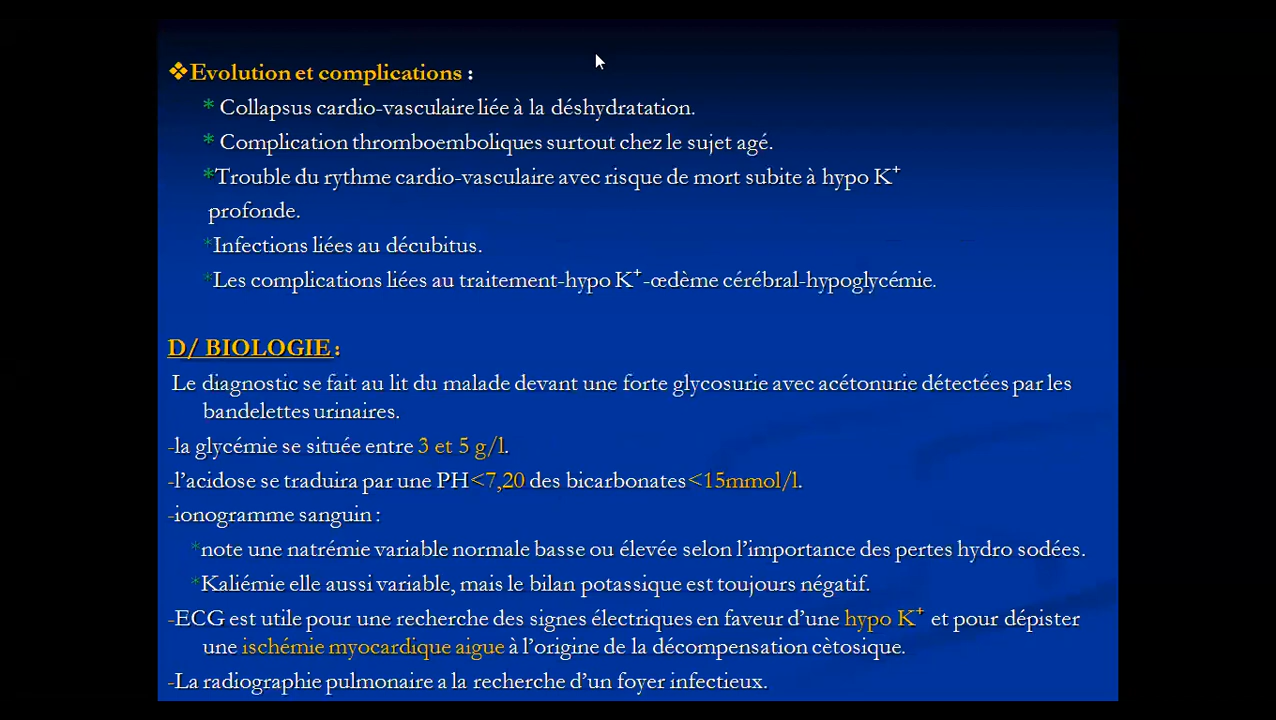 ❖Evolution et complications :
* Collapsus cardio-vasculaire liée à la déshydratation.
* Complication thromboemboliques surtout chez le sujet agé.
*Trouble du rythme cardio-vasculaire avec risque de mort subite à hypo K⁺
profonde.
*Infections liées au décubitus.
*Les complications liées au traitement-hypo K⁺-œdème cérébral-hypoglycémie.
D/ BIOLOGIE :
Le diagnostic se fait au lit du malade devant une forte glycosurie avec acétonurie détectées par les
bandelettes urinaires.
-la glycémie se située entre 3 et 5 g/l.
-l’acidose se traduira par une PH<7,20 des bicarbonates<15mmol/l.
-ionogramme sanguin :
*note une natrémie variable normale basse ou élevée selon l’importance des pertes hydro sodées.
*Kaliémie elle aussi variable, mais le bilan potassique est toujours négatif.
-ECG est utile pour une recherche des signes électriques en faveur d’une hypo K⁺ et pour dépister
une ischémie myocardique aigue à l’origine de la décompensation cètosique.
-La radiographie pulmonaire a la recherche d’un foyer infectieux.